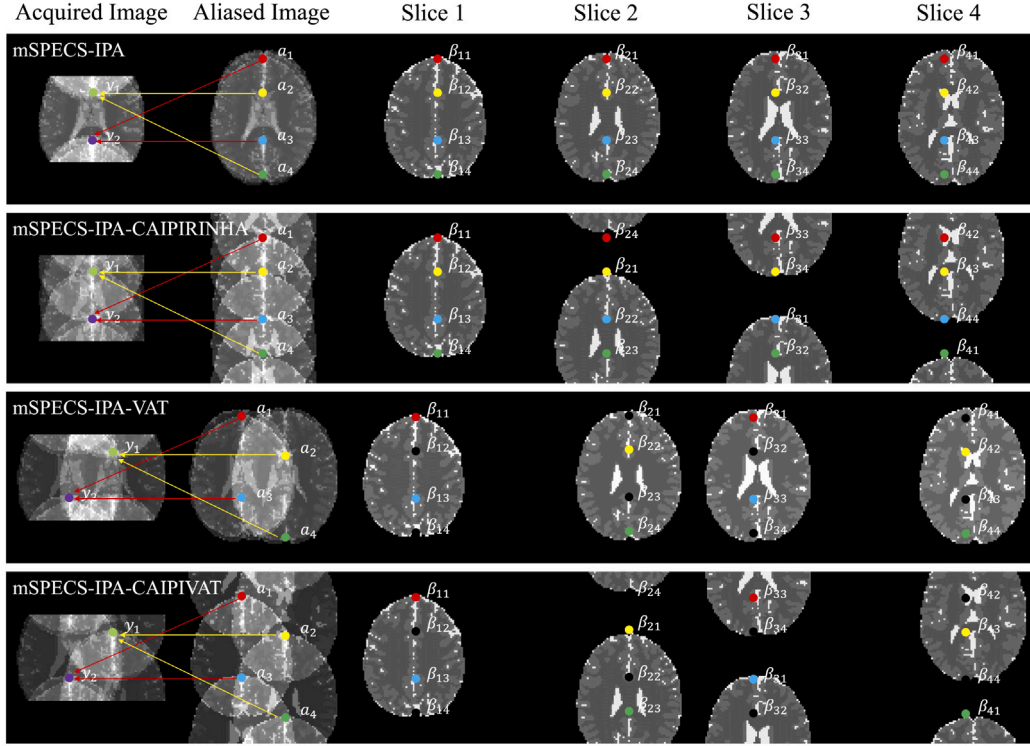 Acquired Image Aliased Image Slice 1 Slice 2 Slice 3 Slice 4
mSPECS-IPA
a₁ β₁₁ β₂₁ β₃₁ β₄₁
y₁ a₂ β₁₂ β₂₂ β₃₂ β₄₂
y₂ a₃ β₁₃ β₂₃ β₃₃ β₄₃
a₄ β₁₄ β₂₄ β₃₄ β₄₄
mSPECS-IPA-CAIPIRINHA
a₁ β₁₁ β₂₄ β₃₃ β₄₂
y₁ a₂ β₁₂ β₂₁ β₃₄ β₄₃
y₂ a₃ β₁₃ β₂₂ β₃₁ β₄₄
a₄ β₁₄ β₂₃ β₃₂ β₄₁
mSPECS-IPA-VAT
a₁ β₁₁ β₂₁ β₃₁ β₄₁
y₁ a₂ β₁₂ β₂₂ β₃₂ β₄₂
y₂ a₃ β₁₃ β₂₃ β₃₃ β₄₃
a₄ β₁₄ β₂₄ β₃₄ β₄₄
mSPECS-IPA-CAIPIVAT
a₁ β₁₁ β₂₄ β₃₃ β₄₂
y₁ a₂ β₁₂ β₂₁ β₃₄ β₄₃
y₂ a₃ β₁₃ β₂₂ β₃₁ β₄₄
a₄ β₁₄ β₂₃ β₃₂ β₄₁